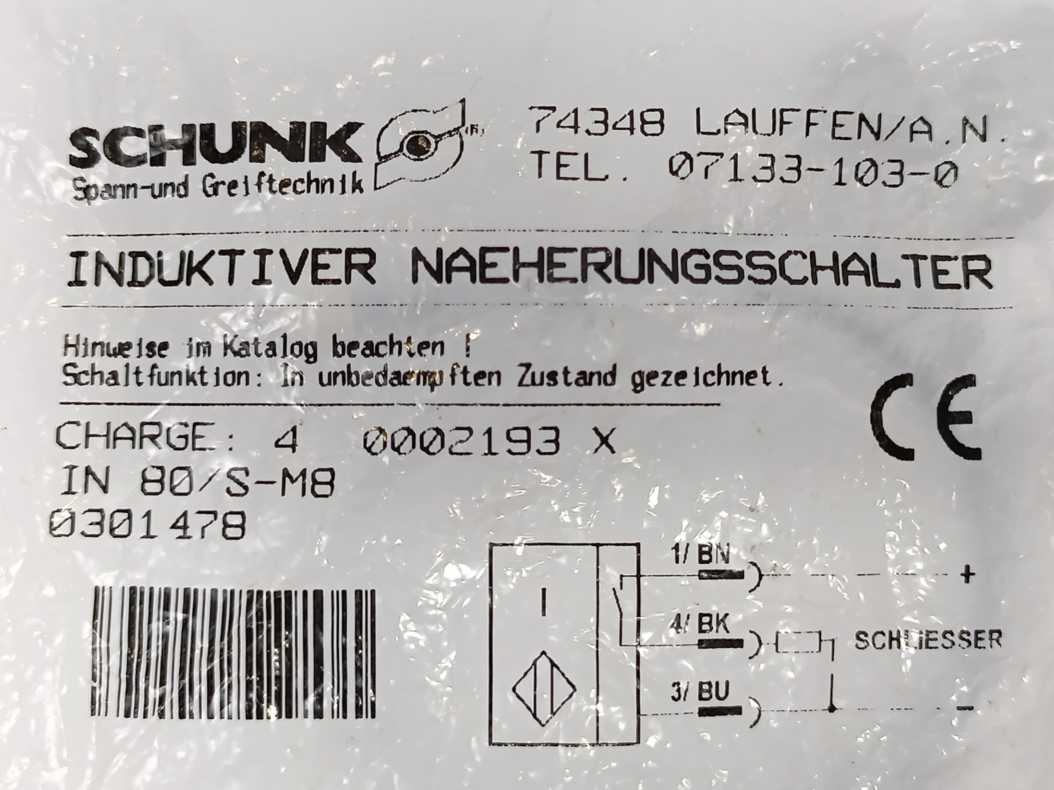 SCHUNK
Spann-und Greiftechnik
74348 LAUFFEN/A.N.
TEL. 07133-103-0
INDUKTIVER NAEHERUNGSSCHALTER
Hinweise im Katalog beachten !
Schaltfunktion: In unbedaempften Zustand gezeichnet.
CE
CHARGE: 4 0002193 X
IN 80/S-M8
0301478
1/ BN +
4/ BK SCHLIESSER
3/ BU -
I